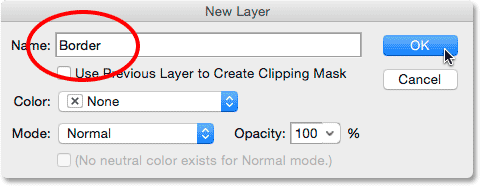 New Layer
Name: Border
OK
Use Previous Layer to Create Clipping Mask
Cancel
Color: None
Mode: Normal Opacity: 100 %
(No neutral color exists for Normal mode.)